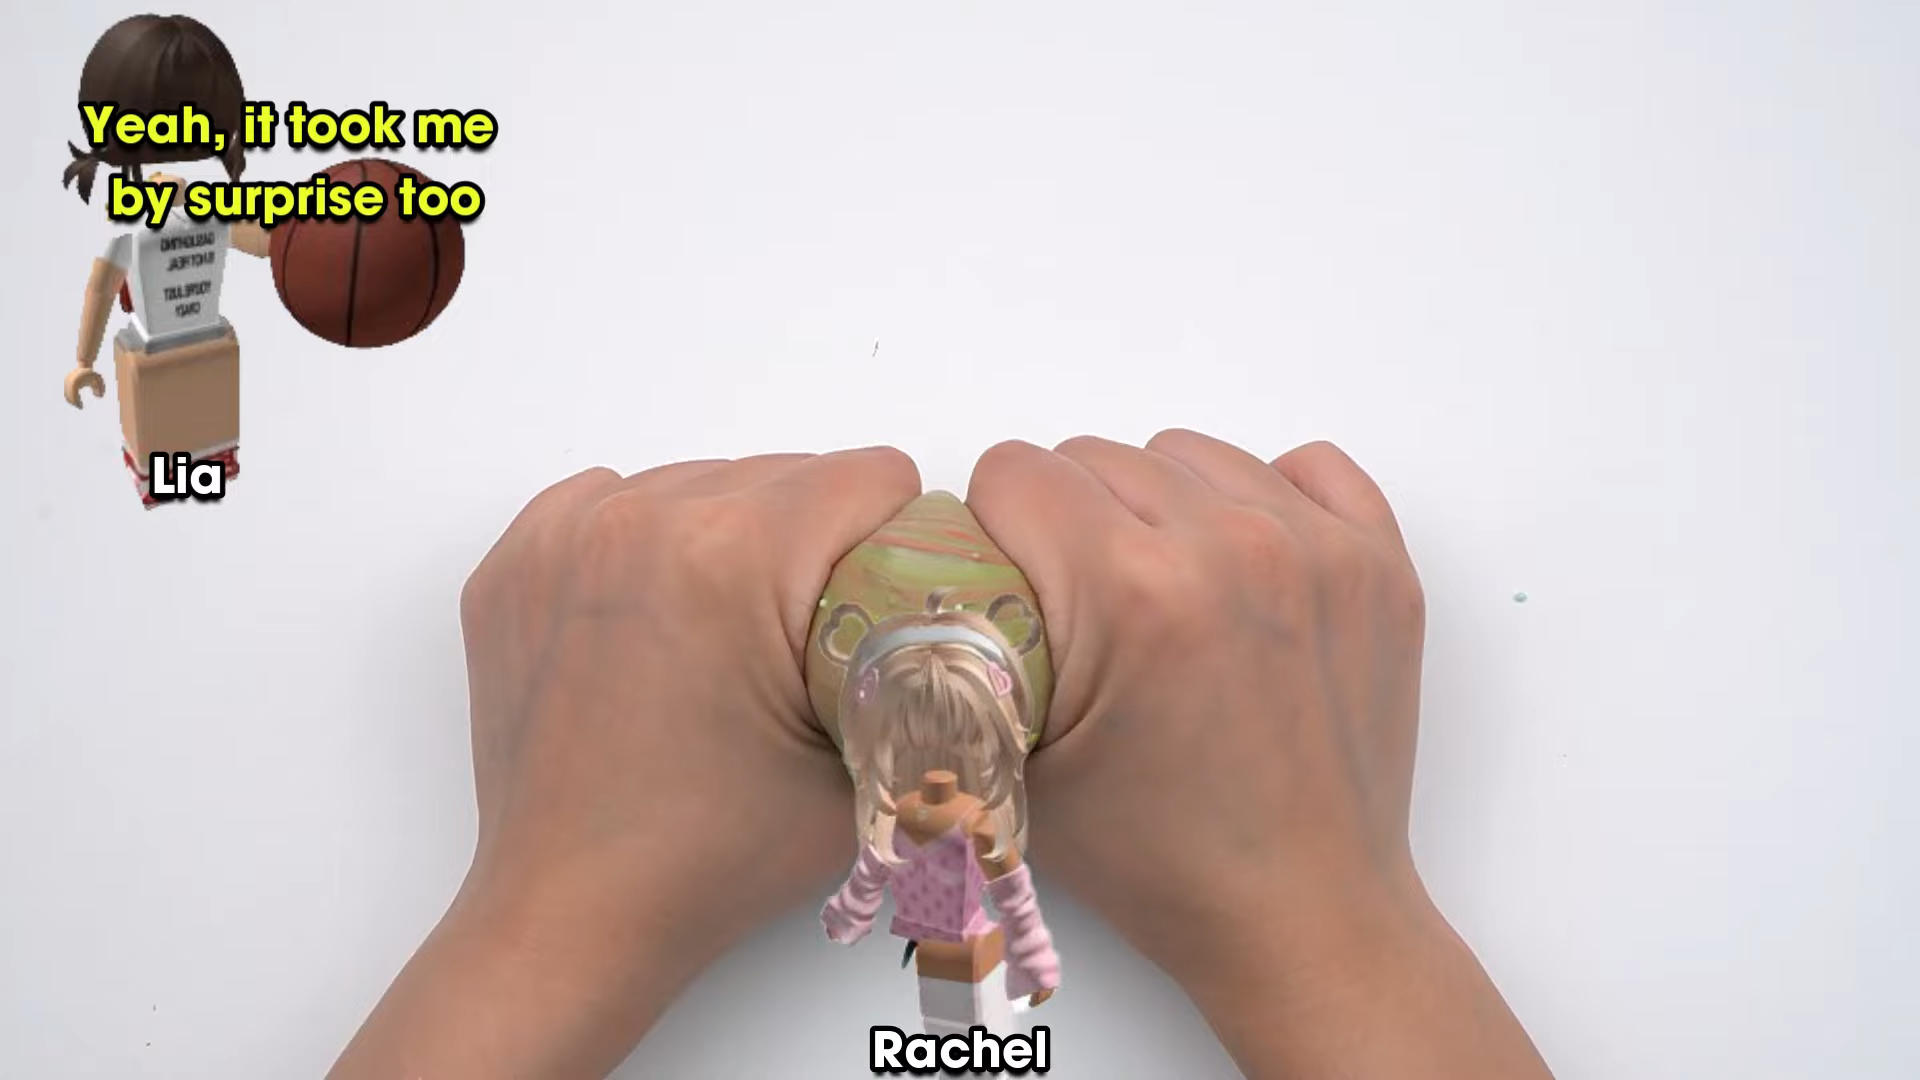 Yeah, it took me
by surprise too
Lia
Rachel